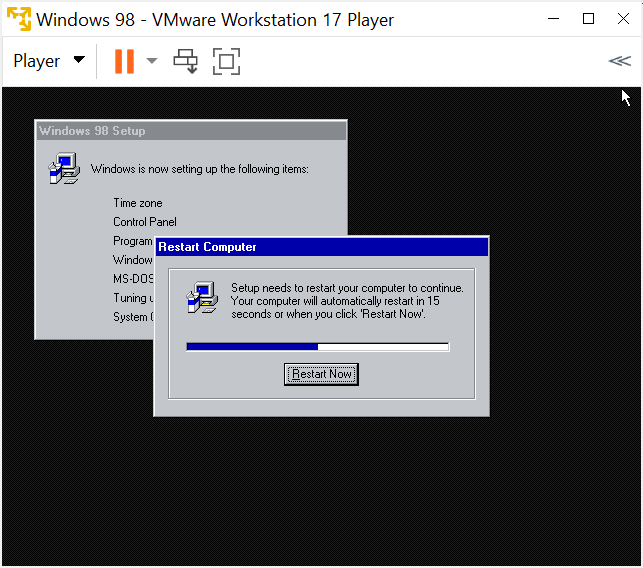 Windows 98 - VMware Workstation 17 Player
Player
Windows 98 Setup
Windows is now setting up the following items:
Time zone
Control Panel
Program
Window
MS-DOS
Tuning u
System
Restart Computer
Setup needs to restart your computer to continue.
Your computer will automatically restart in 15
seconds or when you click 'Restart Now'.
Restart Now